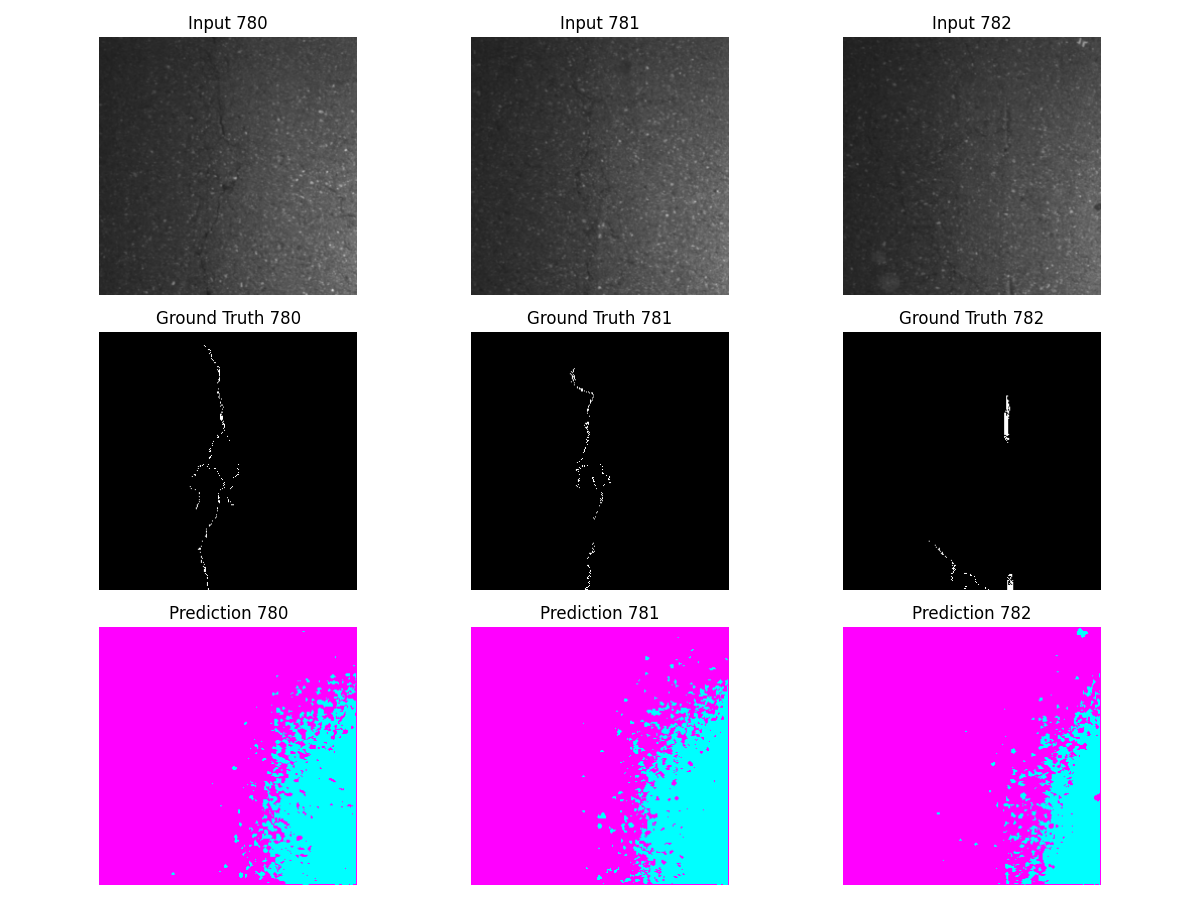 Input 780
Input 781
Input 782
Ground Truth 780
Ground Truth 781
Ground Truth 782
Prediction 780
Prediction 781
Prediction 782